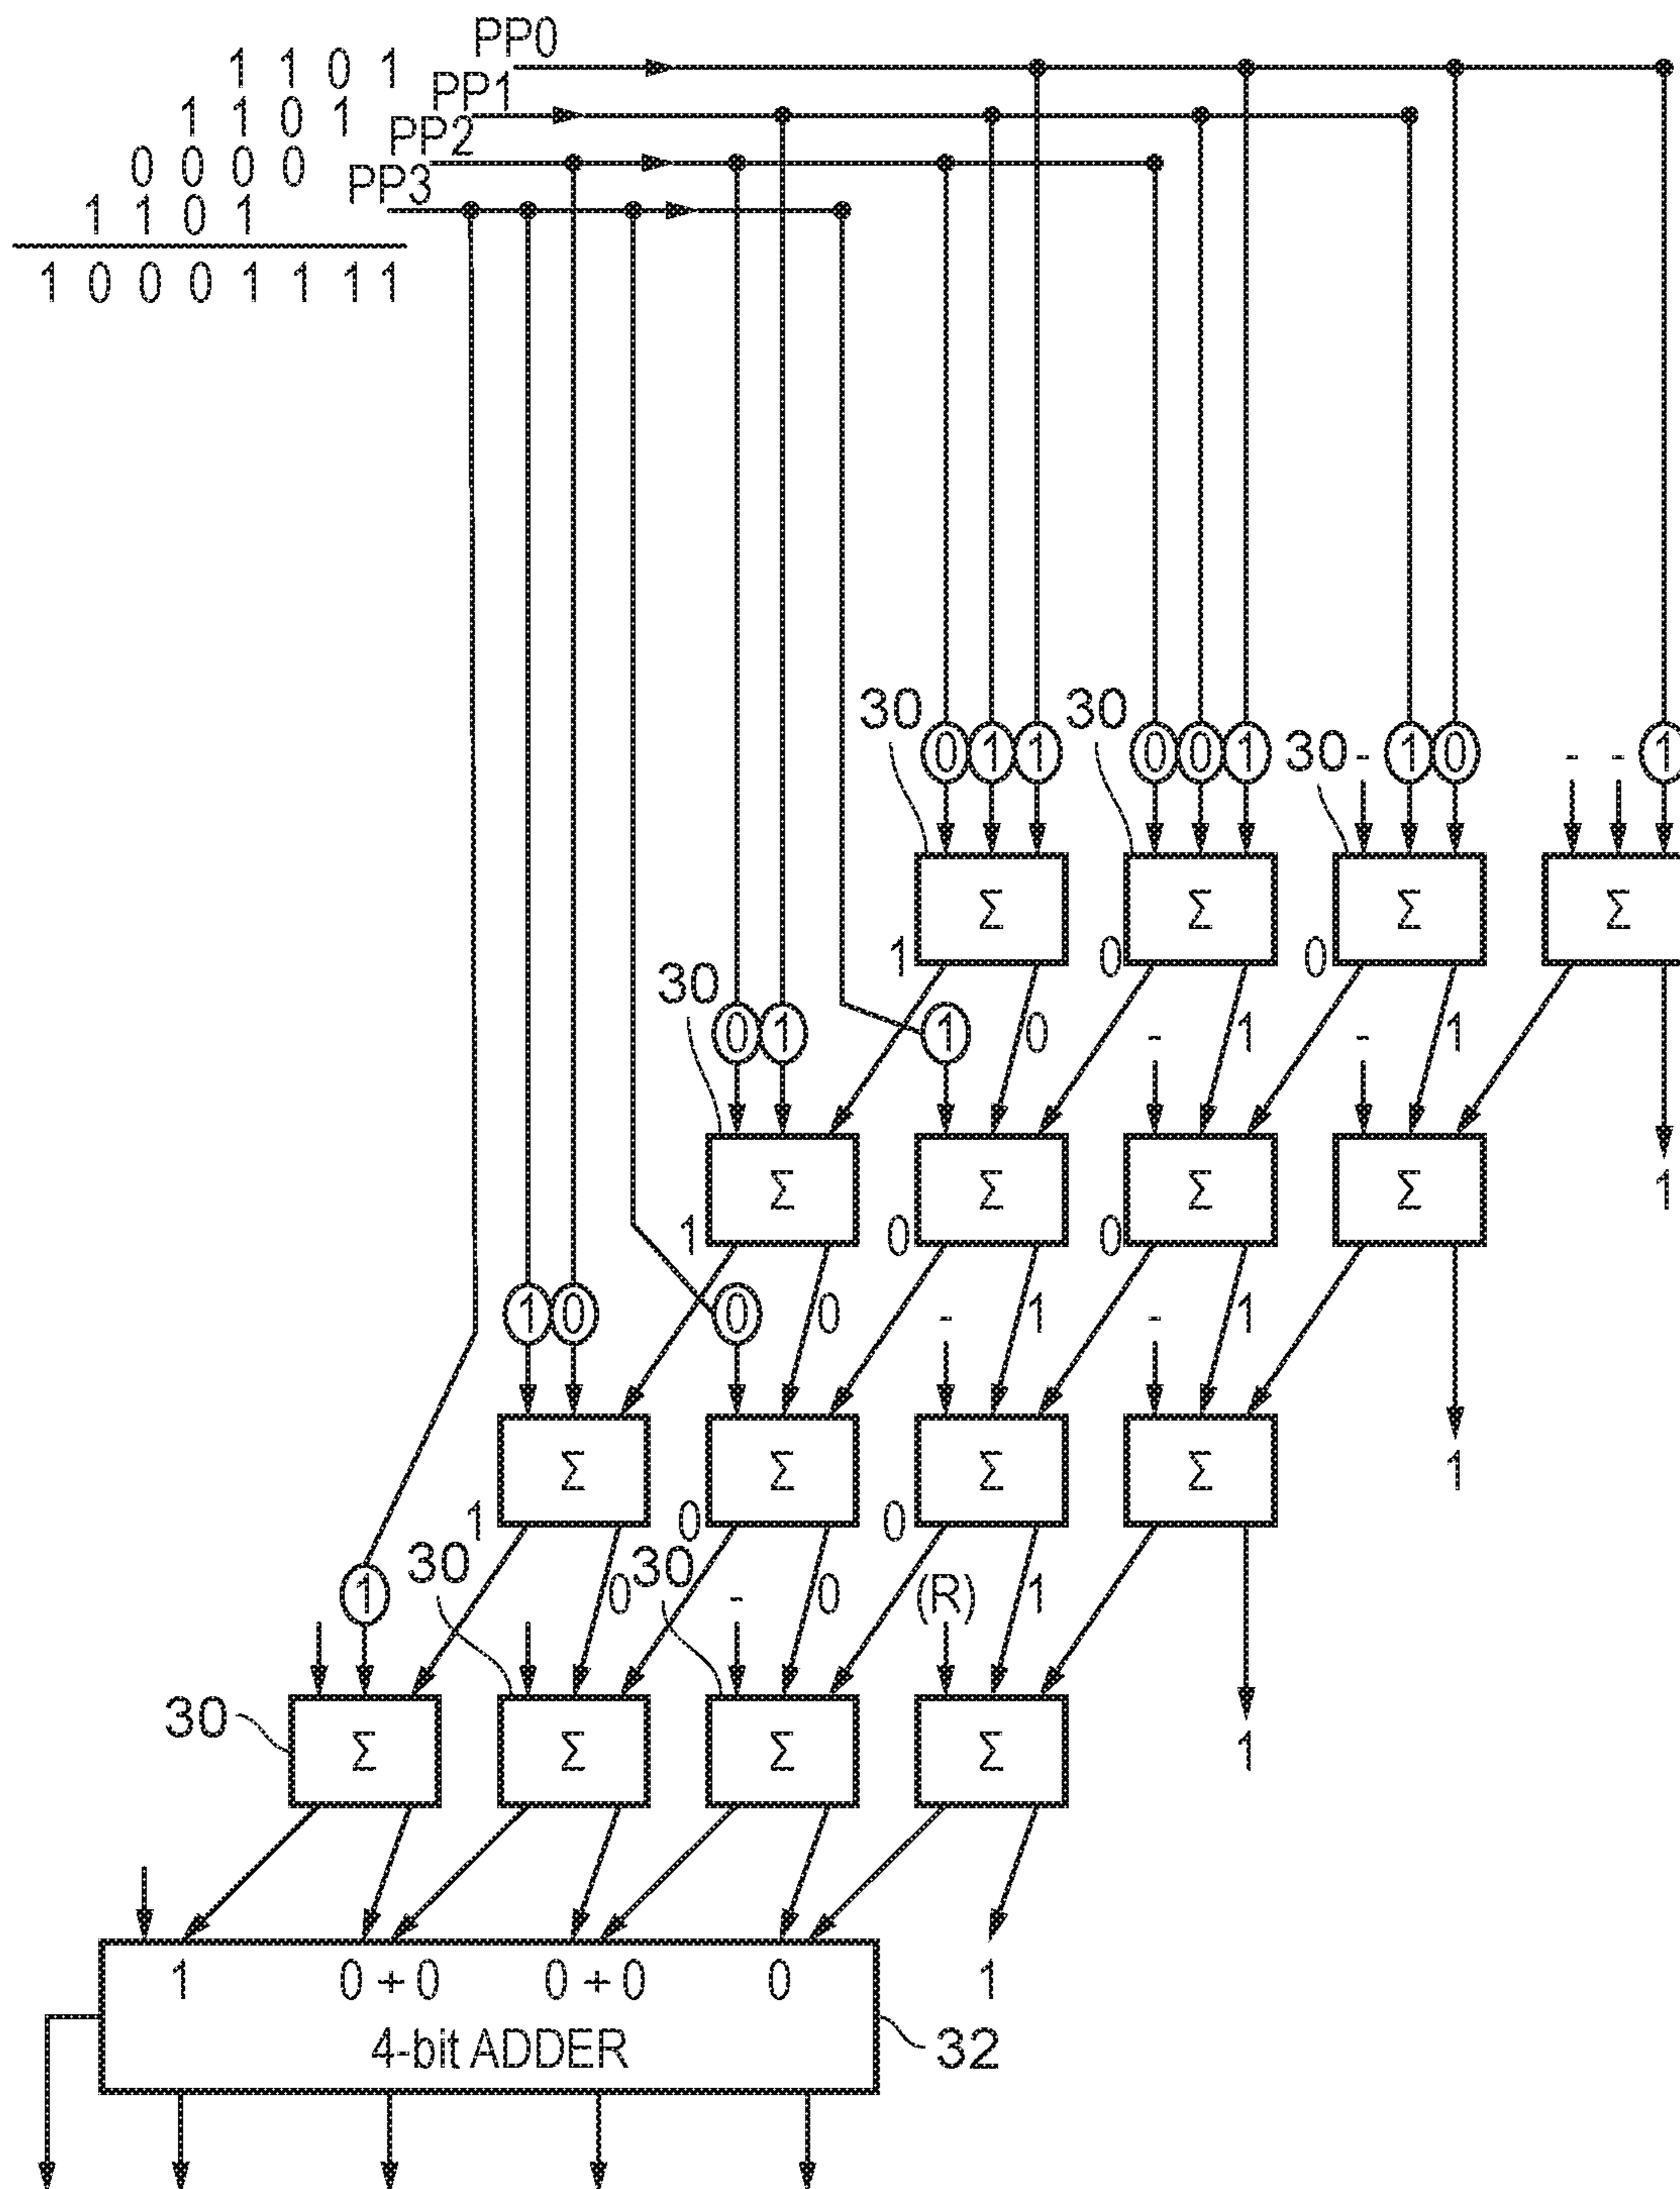 PP0
1 1 0 1
PP1
1 1 0 1
PP2
0 0 0 0
PP3
1 1 0 1
1 0 0 0 1 1 1 1
30 30
0 1 1 0 0 1 30 - 1 0 - - 1
Σ Σ Σ Σ
1 0 0
30
0 1 1 0 - 1 - 1
Σ Σ Σ Σ 1
1 0 0
1 0 0 0 - 1 - 1
Σ Σ Σ Σ 1
1 0 0
30 30
1 0 - 0 (R) 1
30 Σ Σ Σ Σ 1
1 0 + 0 0 + 0 0 1
4-bit ADDER 32